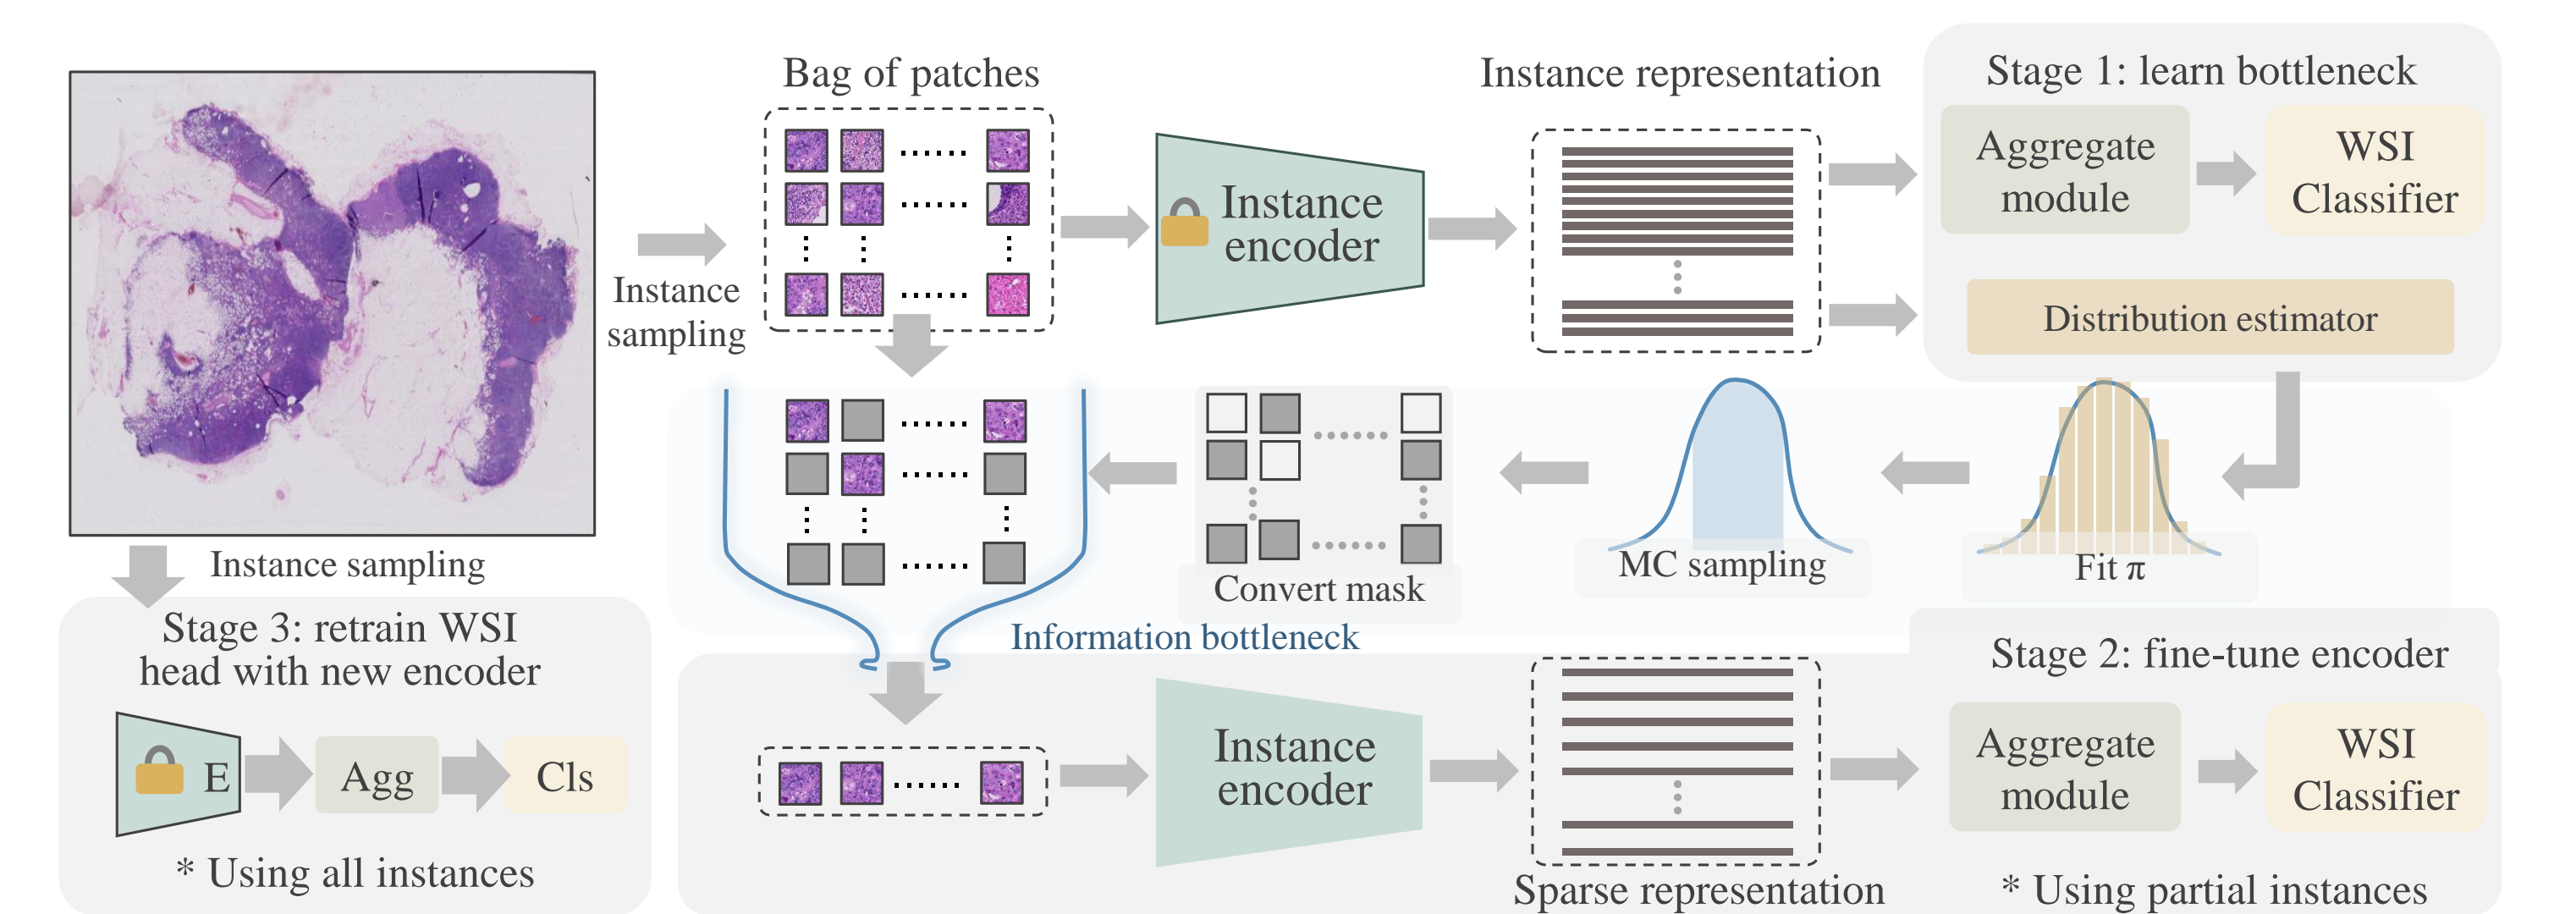 Bag of patches
Instance representation
Stage 1: learn bottleneck
Aggregate
module
WSI
Classifier
Instance
encoder
Instance
sampling
Distribution estimator
Fit π
MC sampling
Convert mask
Information bottleneck
Instance sampling
Stage 3: retrain WSI
head with new encoder
E
Agg
Cls
* Using all instances
Stage 2: fine-tune encoder
Instance
encoder
Aggregate
module
WSI
Classifier
Sparse representation
* Using partial instances